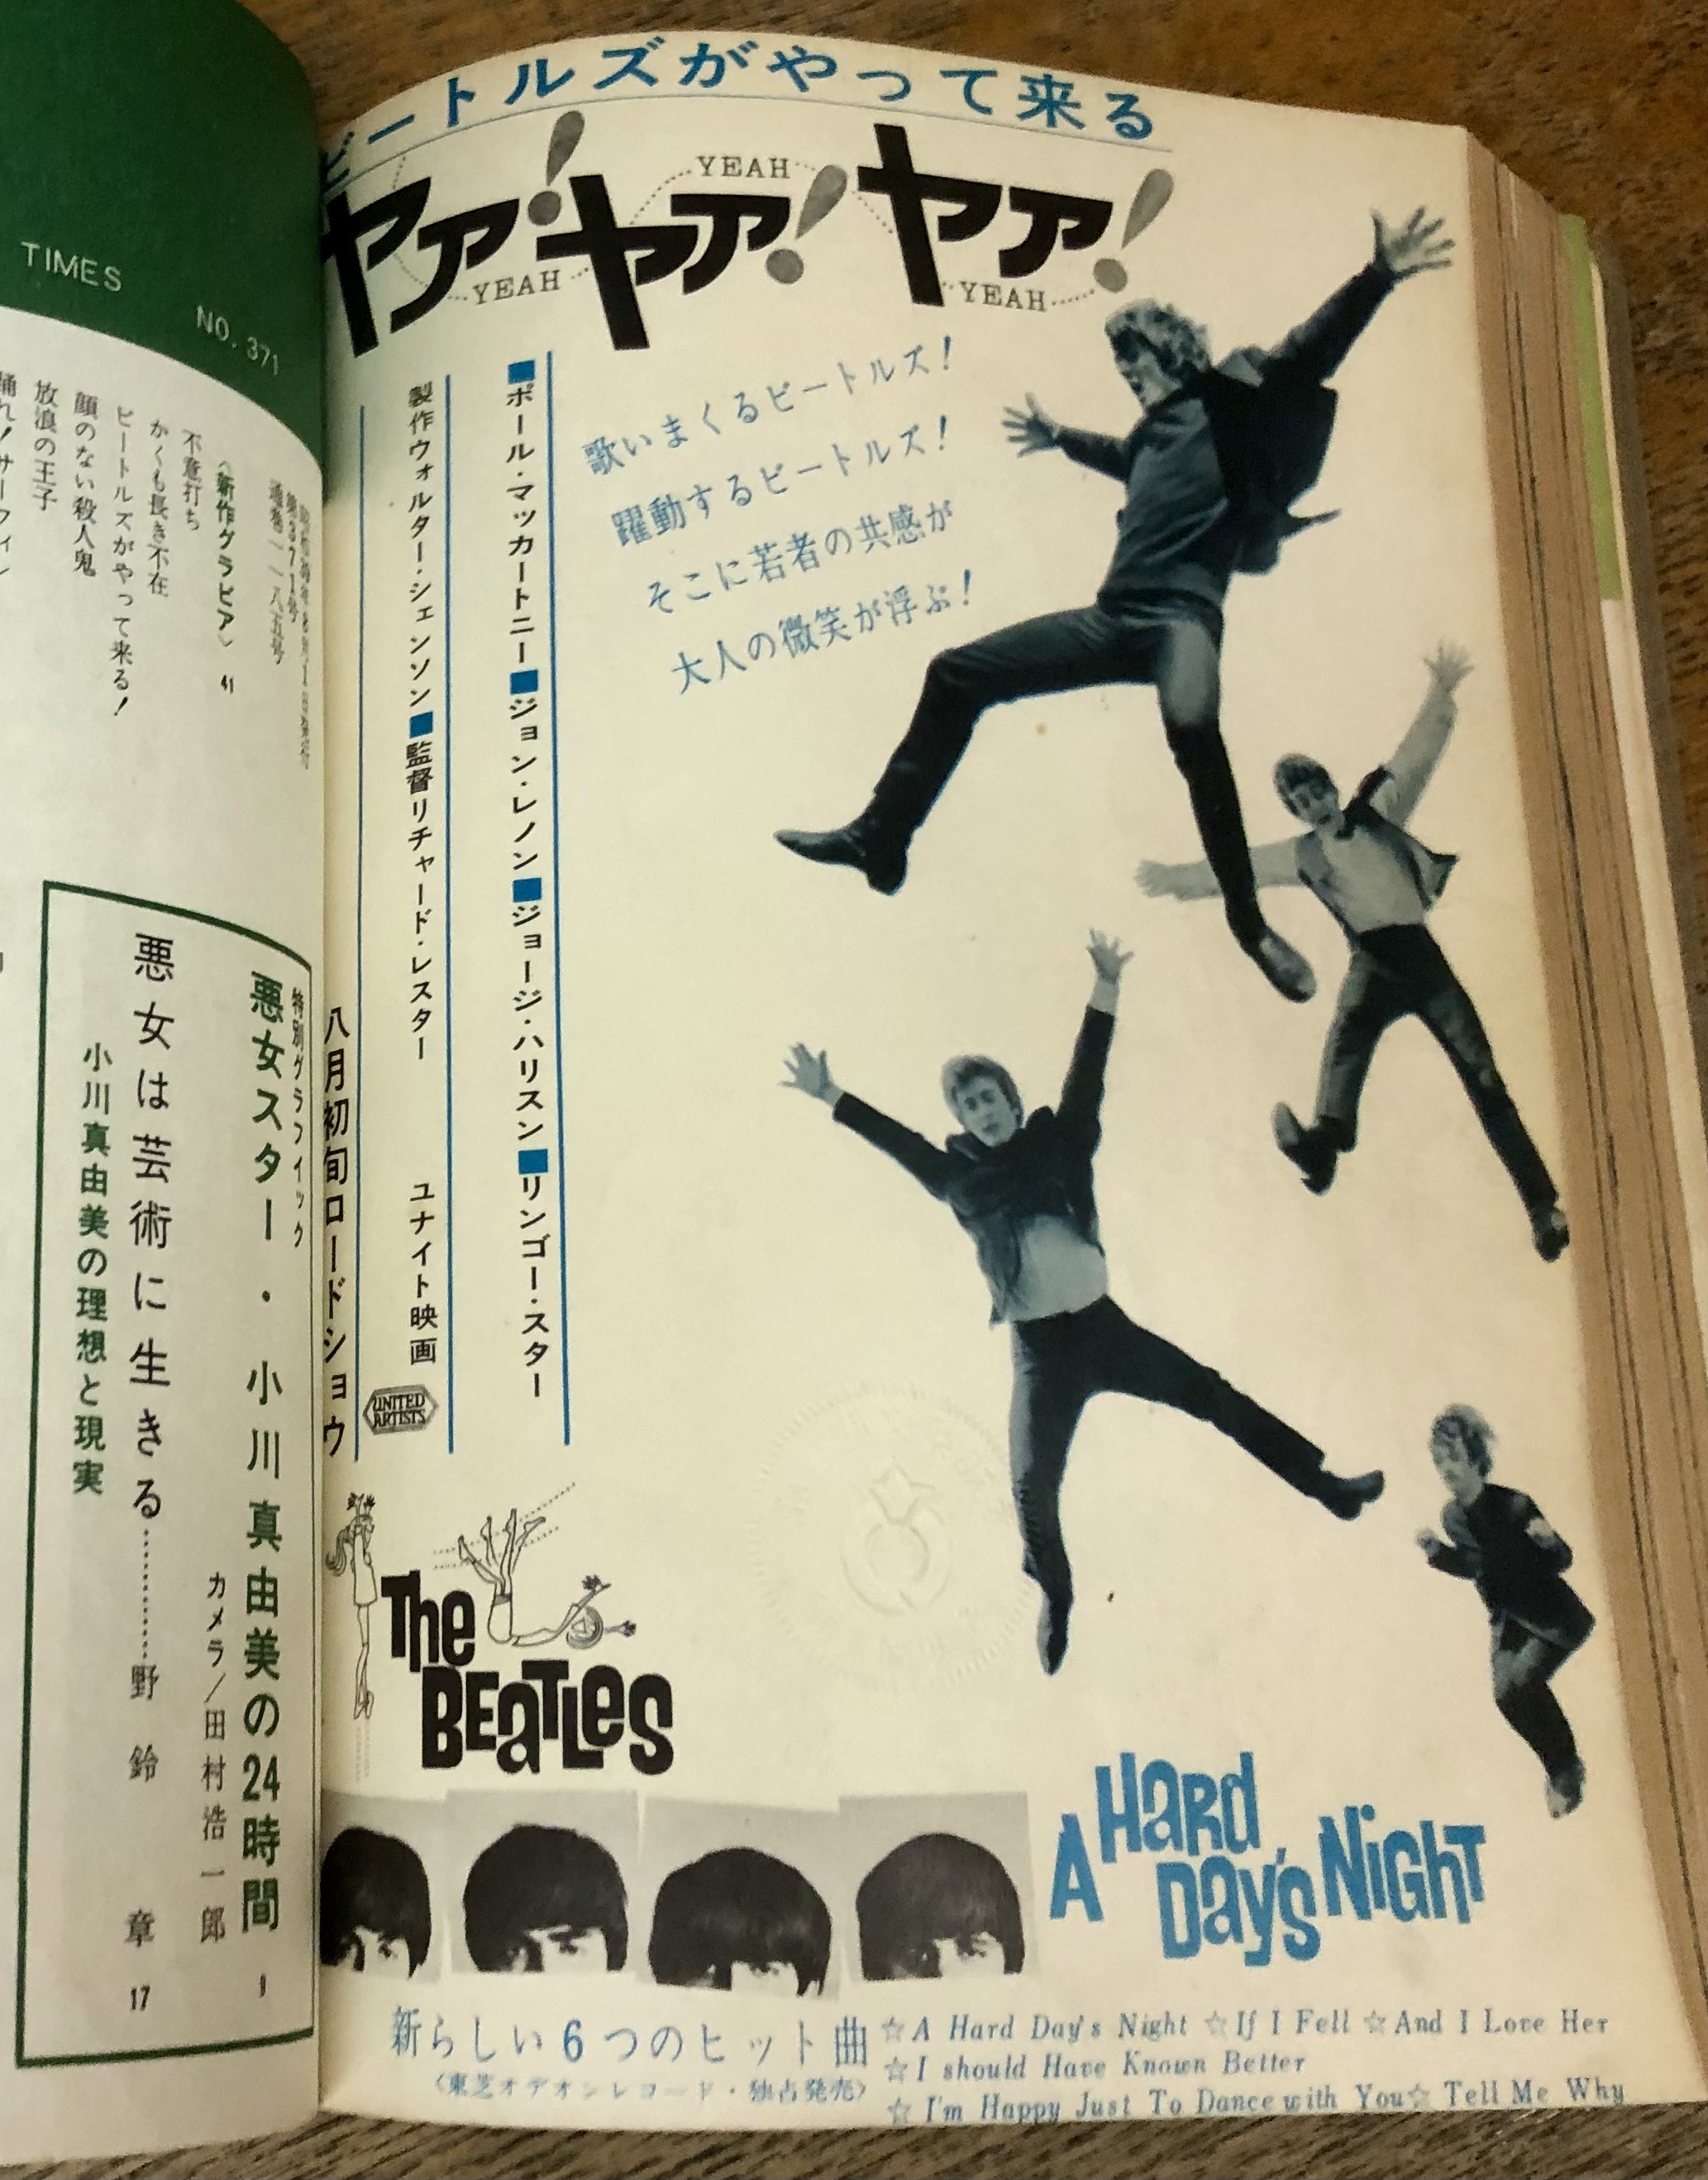 ビートルズがやって来る
ヤァ!ヤァ!ヤァ!
YEAH
YEAH
YEAH
歌いまくるビートルズ!
躍動するビートルズ!
そこに若者の共感が
大人の微笑が浮ぶ!
■ポール・マッカートニー■ジョン・レノン■ジョージ・ハリスン■リンゴー・スター
製作ウォルター・シェンソン■監督リチャード・レスター
ユナイト映画
UNITED ARTISTS
八月初旬ロードショウ
The BEATLES
A HARD DAY'S NIGHT
新らしい6つのヒット曲
〈東芝オデオンレコード・独占発売〉
☆A Hard Day's Night ☆If I Fell ☆And I Love Her
☆I should Have Known Better
☆I'm Happy Just To Dance with You☆Tell Me Why
TIMES
NO. 371
第371号
通巻一一八五号
〈新作グラビア〉 41
不意打ち
かくも長き不在
ビートルズがやって来る!
顔のない殺人鬼
放浪の王子
特別グラフィック
悪女スター・小川真由美の24時間 9
カメラ/田村浩一郎
悪女は芸術に生きる…………野鈴章 17
小川真由美の理想と現実